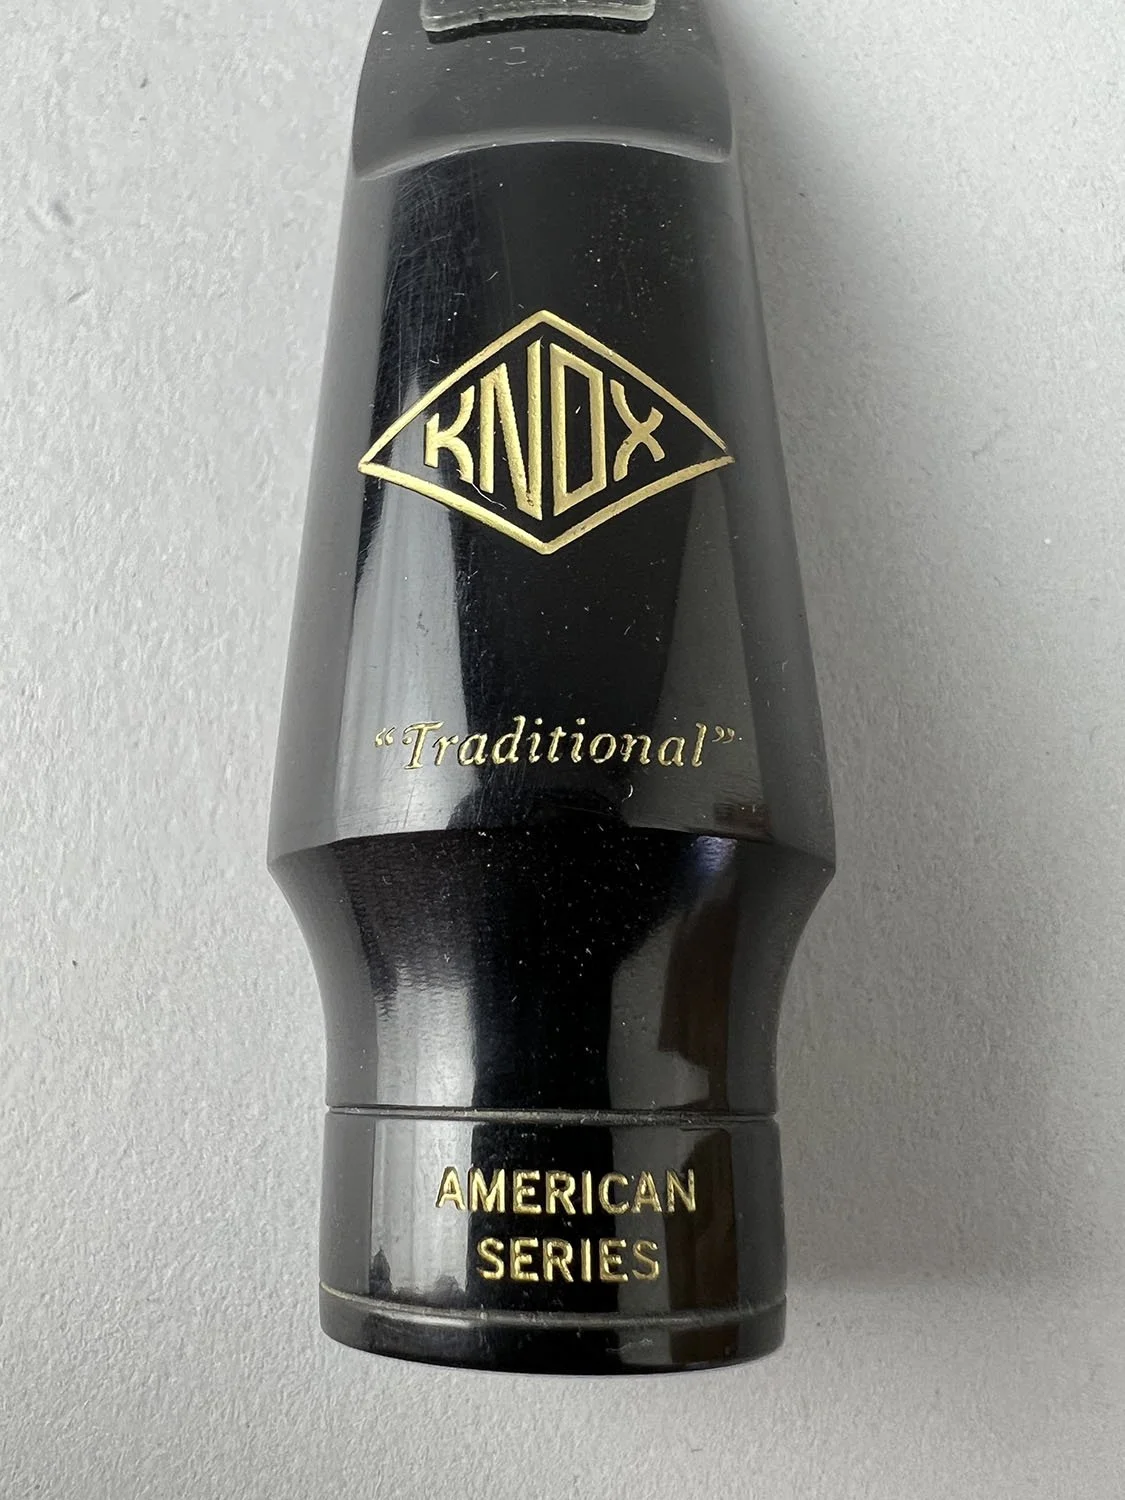 KNOX
“Traditional”
AMERICAN
SERIES